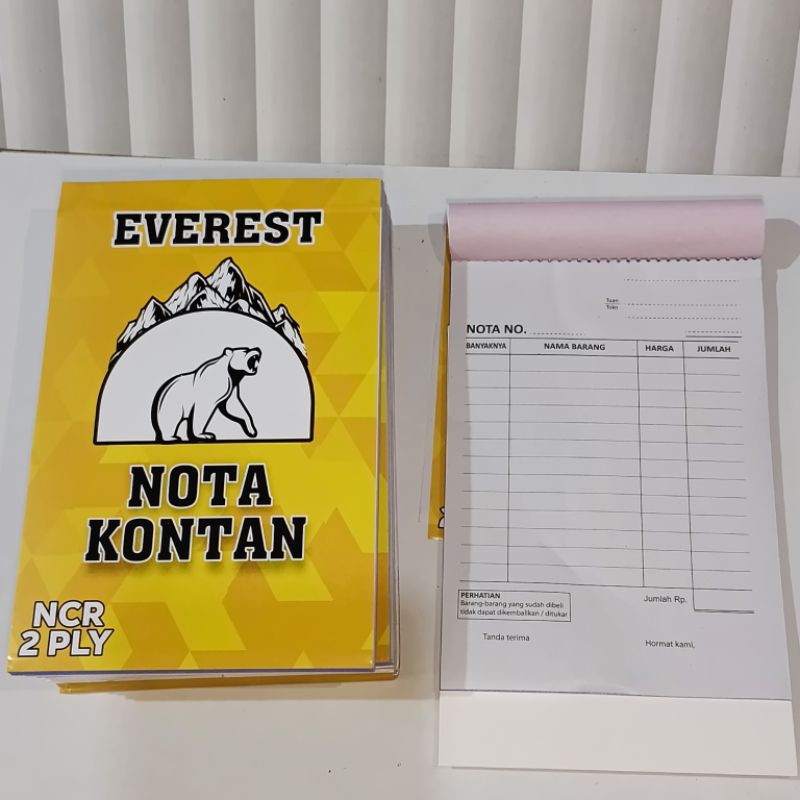 EVEREST
NOTA
KONTAN
NCR
2 PLY
Tuan
Toko
NOTA NO.
BANYAKNYA NAMA BARANG HARGA JUMLAH
PERHATIAN
Barang-barang yang sudah dibeli
tidak dapat dikembalikan / ditukar
Jumlah Rp.
Tanda terima
Hormat kami,